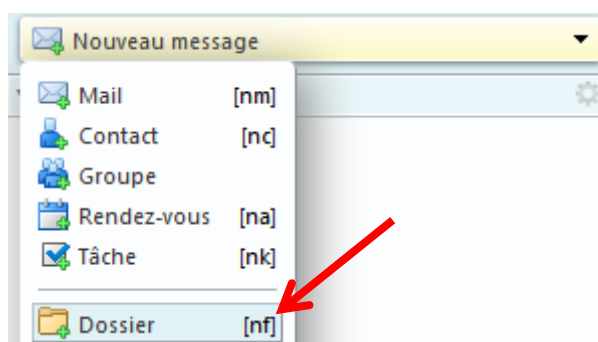 Nouveau message
Mail [nm]
Contact [nc]
Groupe
Rendez-vous [na]
Tâche [nk]
Dossier [nf]